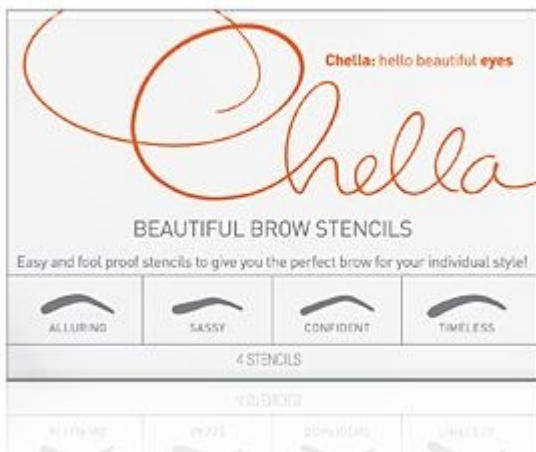 Chella: hello beautiful eyes
Chella
BEAUTIFUL BROW STENCILS
Easy and fool proof stencils to give you the perfect brow for your individual style!
ALLURING SASSY CONFIDENT TIMELESS
4 STENCILS